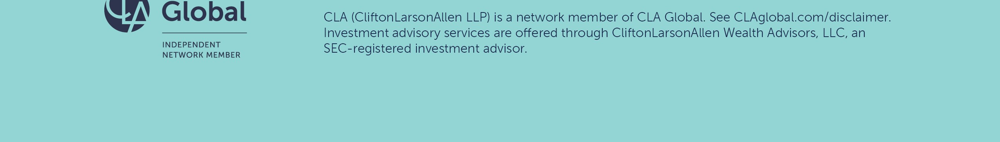 CLA
Global
INDEPENDENT
NETWORK MEMBER
CLA (CliftonLarsonAllen LLP) is a network member of CLA Global. See CLAglobal.com/disclaimer.
Investment advisory services are offered through CliftonLarsonAllen Wealth Advisors, LLC, an
SEC-registered investment advisor.